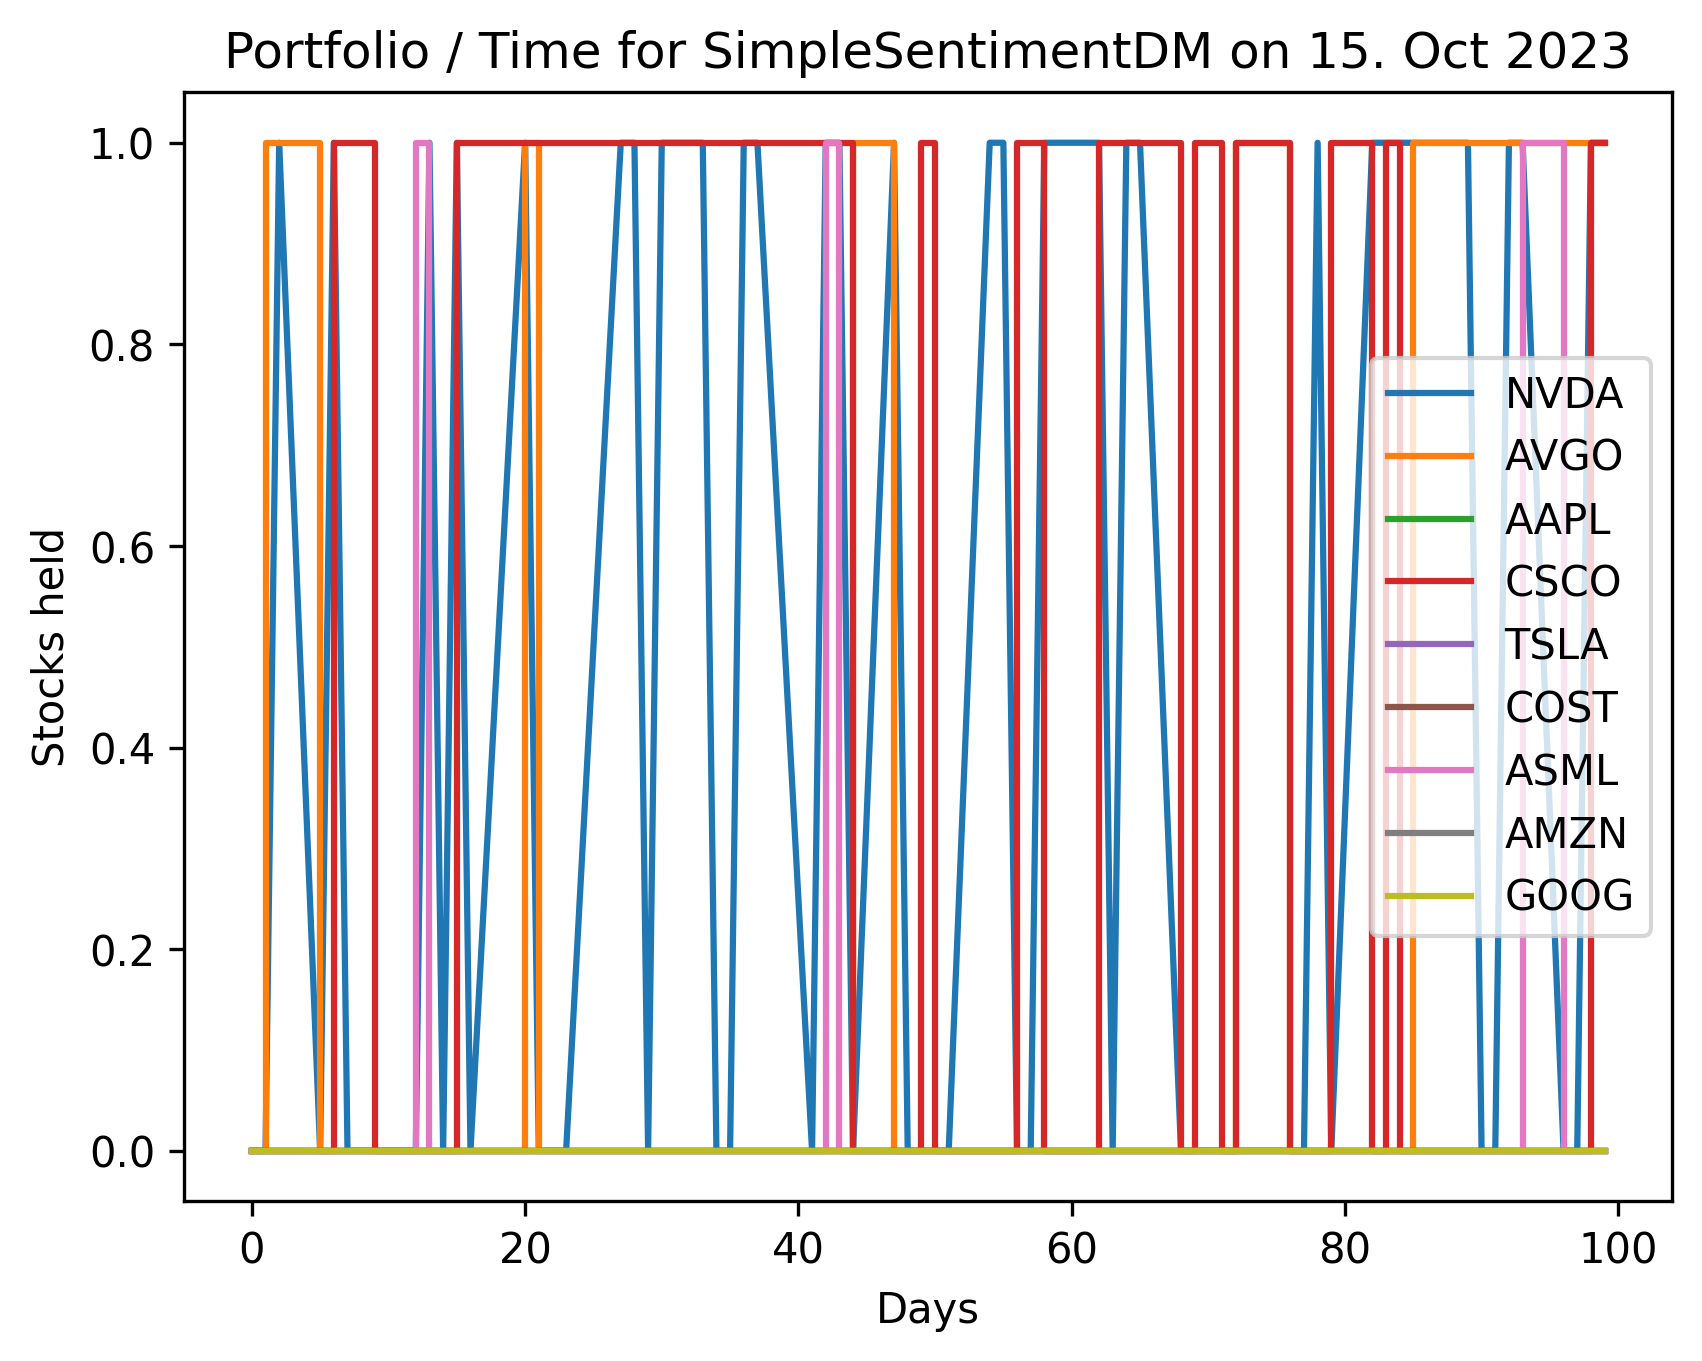 Portfolio / Time for SimpleSentimentDM on 15. Oct 2023
1.0
0.8
0.6
0.4
0.2
0.0
Stocks held
NVDA
AVGO
AAPL
CSCO
TSLA
COST
ASML
AMZN
GOOG
0 20 40 60 80 100
Days